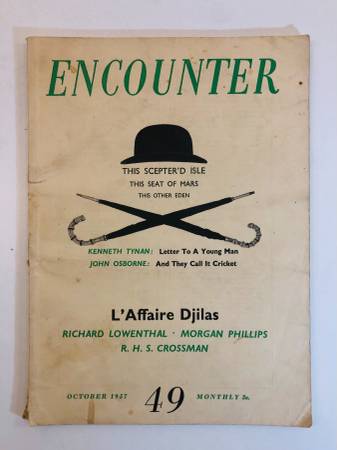 ENCOUNTER
THIS SCEPTER'D ISLE
THIS SEAT OF MARS
THIS OTHER EDEN
KENNETH TYNAN: Letter To A Young Man
JOHN OSBORNE: And They Call It Cricket
L'Affaire Djilas
RICHARD LOWENTHAL · MORGAN PHILLIPS
R. H. S. CROSSMAN
OCTOBER 1957 49 MONTHLY 2s.